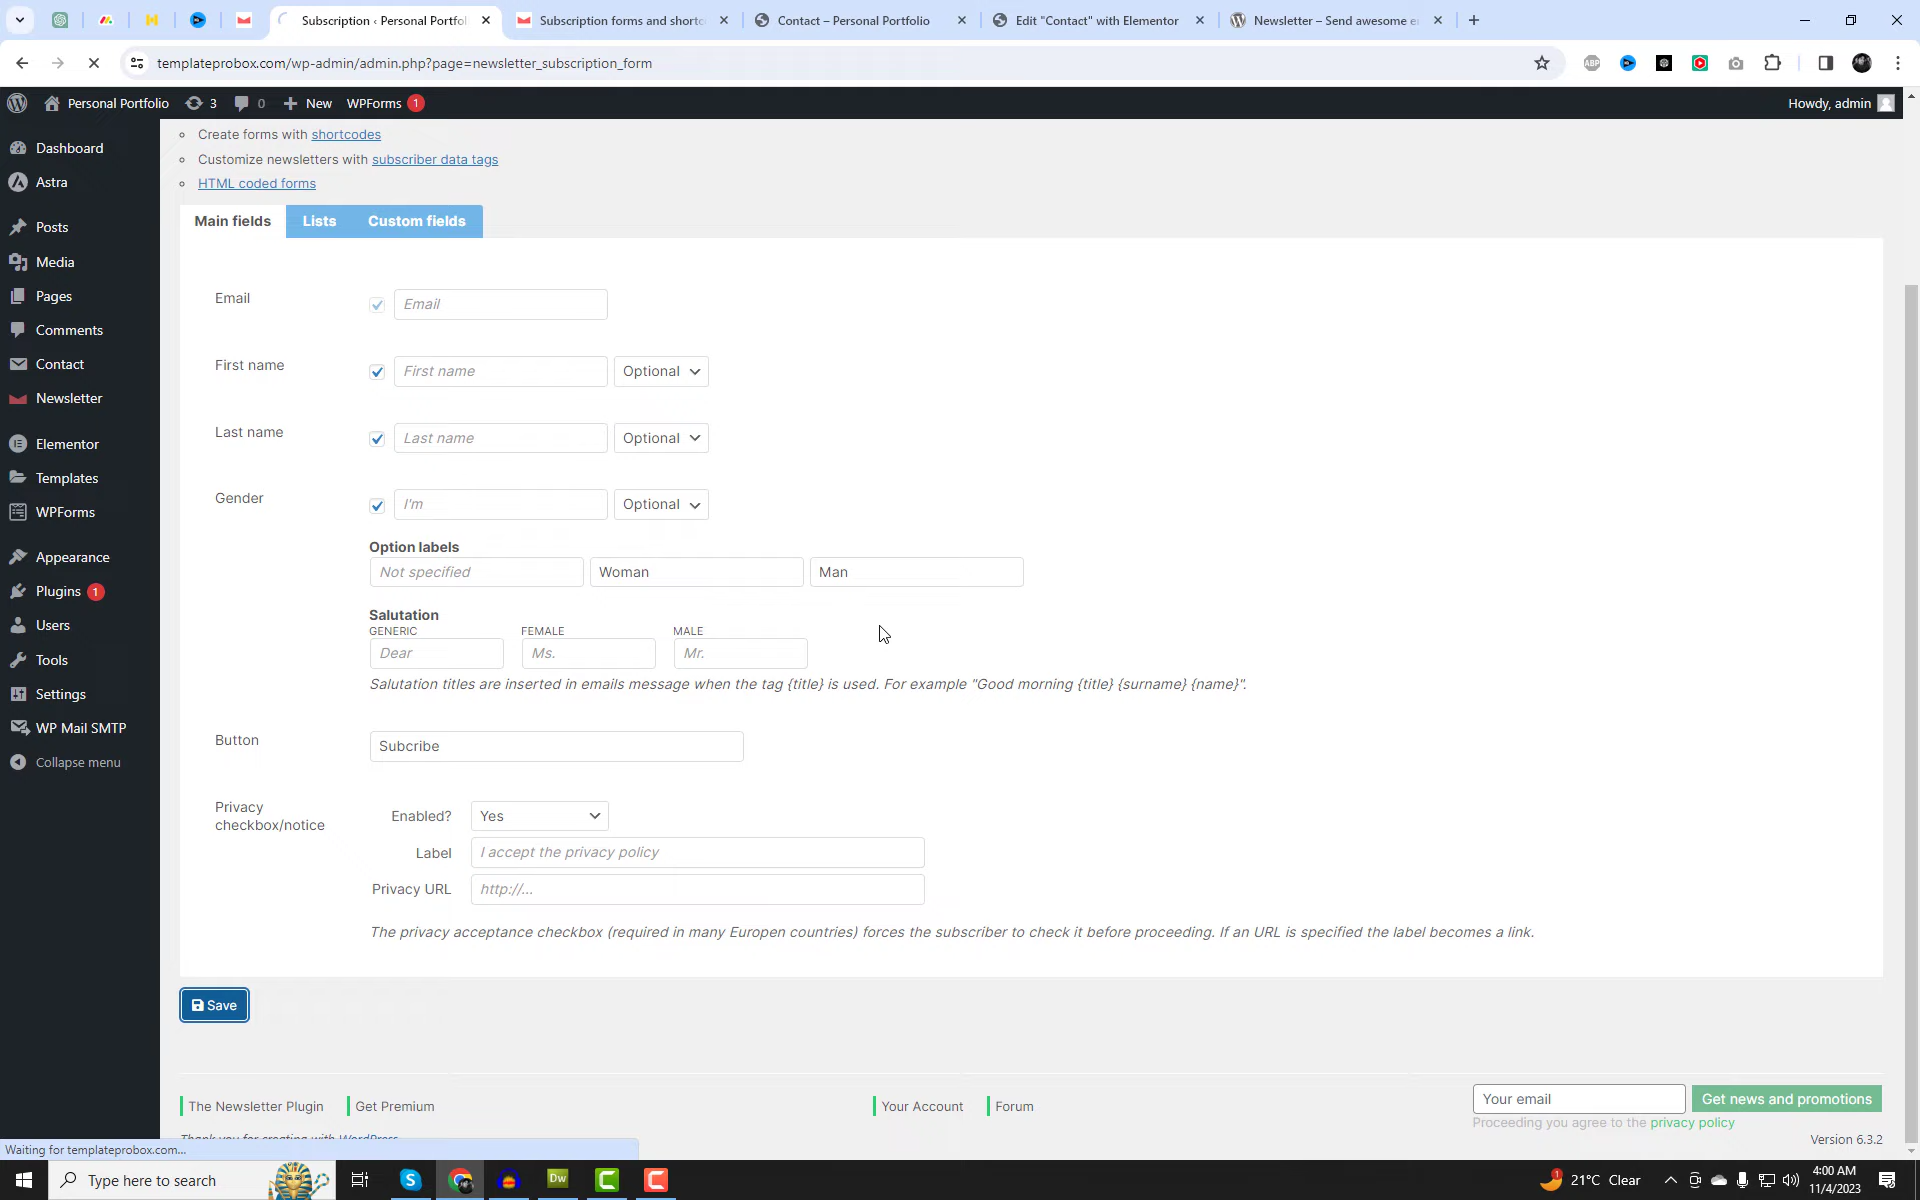 Subscription ‹ Personal Portfol
Subscription forms and shortc
Contact – Personal Portfolio
Edit "Contact" with Elementor
Newsletter – Send awesome e
templateprobox.com/wp-admin/admin.php?page=newsletter_subscription_form
ABP
Personal Portfolio
3
0
New
WPForms 1
Howdy, admin
Dashboard
Astra
Posts
Media
Pages
Comments
Contact
Newsletter
Elementor
Templates
WPForms
Appearance
Plugins 1
Users
Tools
Settings
WP Mail SMTP
Collapse menu
Create forms with shortcodes
Customize newsletters with subscriber data tags
HTML coded forms
Main fields
Lists
Custom fields
Email
Email
First name
First name
Optional
Last name
Last name
Optional
Gender
I'm
Optional
Option labels
Not specified
Woman
Man
Salutation
GENERIC
FEMALE
MALE
Dear
Ms.
Mr.
Salutation titles are inserted in emails message when the tag {title} is used. For example "Good morning {title} {surname} {name}".
Button
Subcribe
Privacy
checkbox/notice
Enabled?
Yes
Label
I accept the privacy policy
Privacy URL
http://...
The privacy acceptance checkbox (required in many Europen countries) forces the subscriber to check it before proceeding. If an URL is specified the label becomes a link.
Save
The Newsletter Plugin
Get Premium
Your Account
Forum
Your email
Get news and promotions
Proceeding you agree to the privacy policy
Thank you for creating with WordPress
Version 6.3.2
Waiting for templateprobox.com...
Type here to search
Dw
1
21°C Clear
4:00 AM
11/4/2023